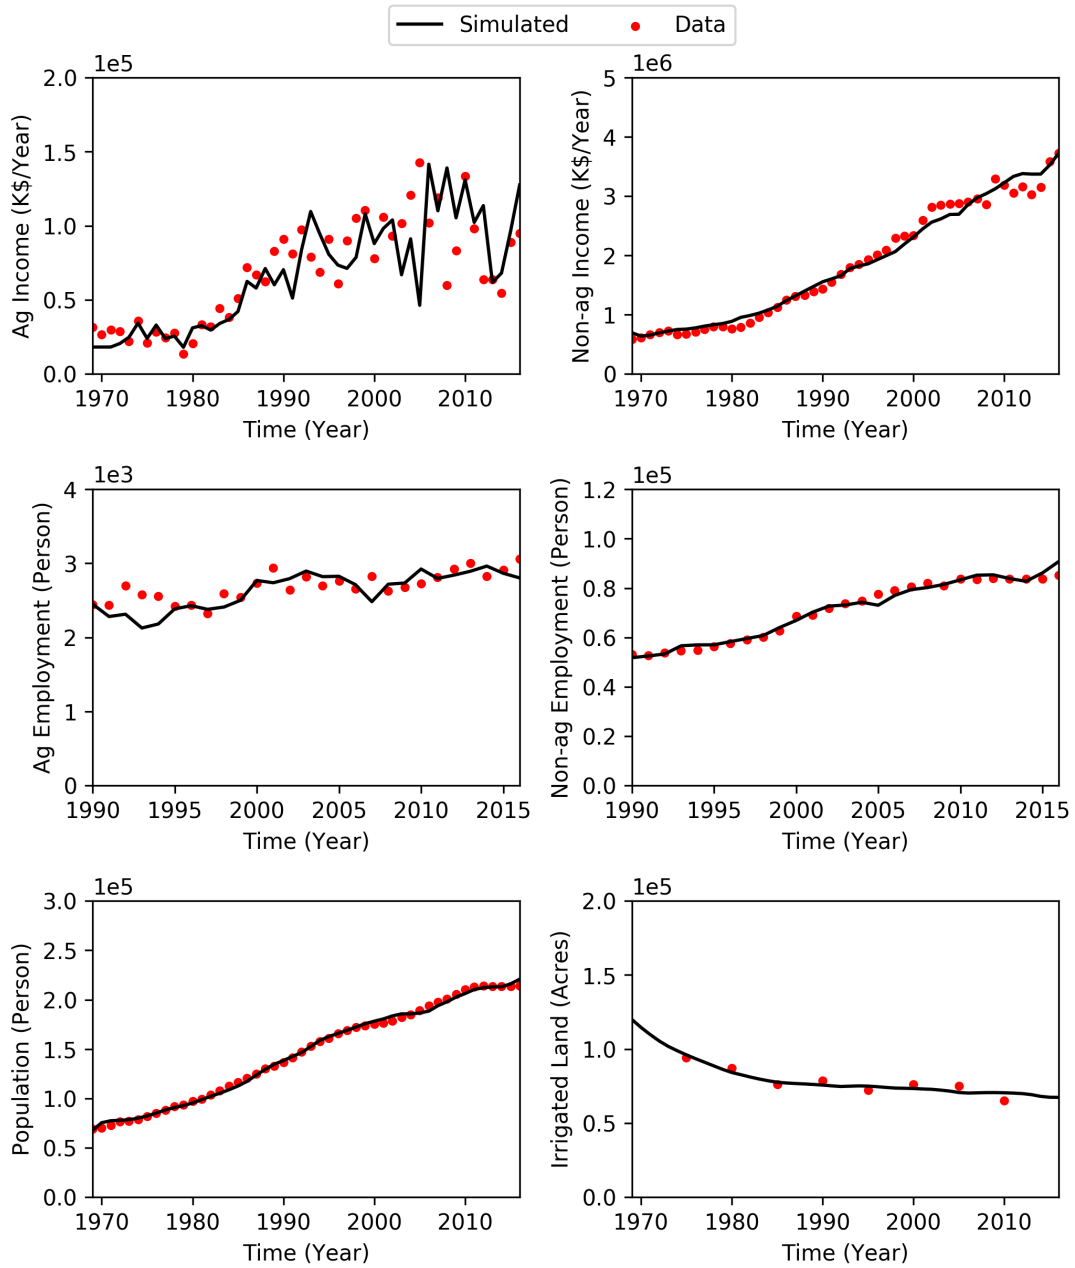 Simulated Data
1e5
2.0
1.5
1.0
0.5
0.0
Ag Income (K$/Year)
1970 1980 1990 2000 2010
Time (Year)
1e6
5
4
3
2
1
0
Non-ag Income (K$/Year)
1970 1980 1990 2000 2010
Time (Year)
1e3
4
3
2
1
0
Ag Employment (Person)
1990 1995 2000 2005 2010 2015
Time (Year)
1e5
1.2
1.0
0.8
0.6
0.4
0.2
0.0
Non-ag Employment (Person)
1990 1995 2000 2005 2010 2015
Time (Year)
1e5
3.0
2.5
2.0
1.5
1.0
0.5
0.0
Population (Person)
1970 1980 1990 2000 2010
Time (Year)
1e5
2.0
1.5
1.0
0.5
0.0
Irrigated Land (Acres)
1970 1980 1990 2000 2010
Time (Year)